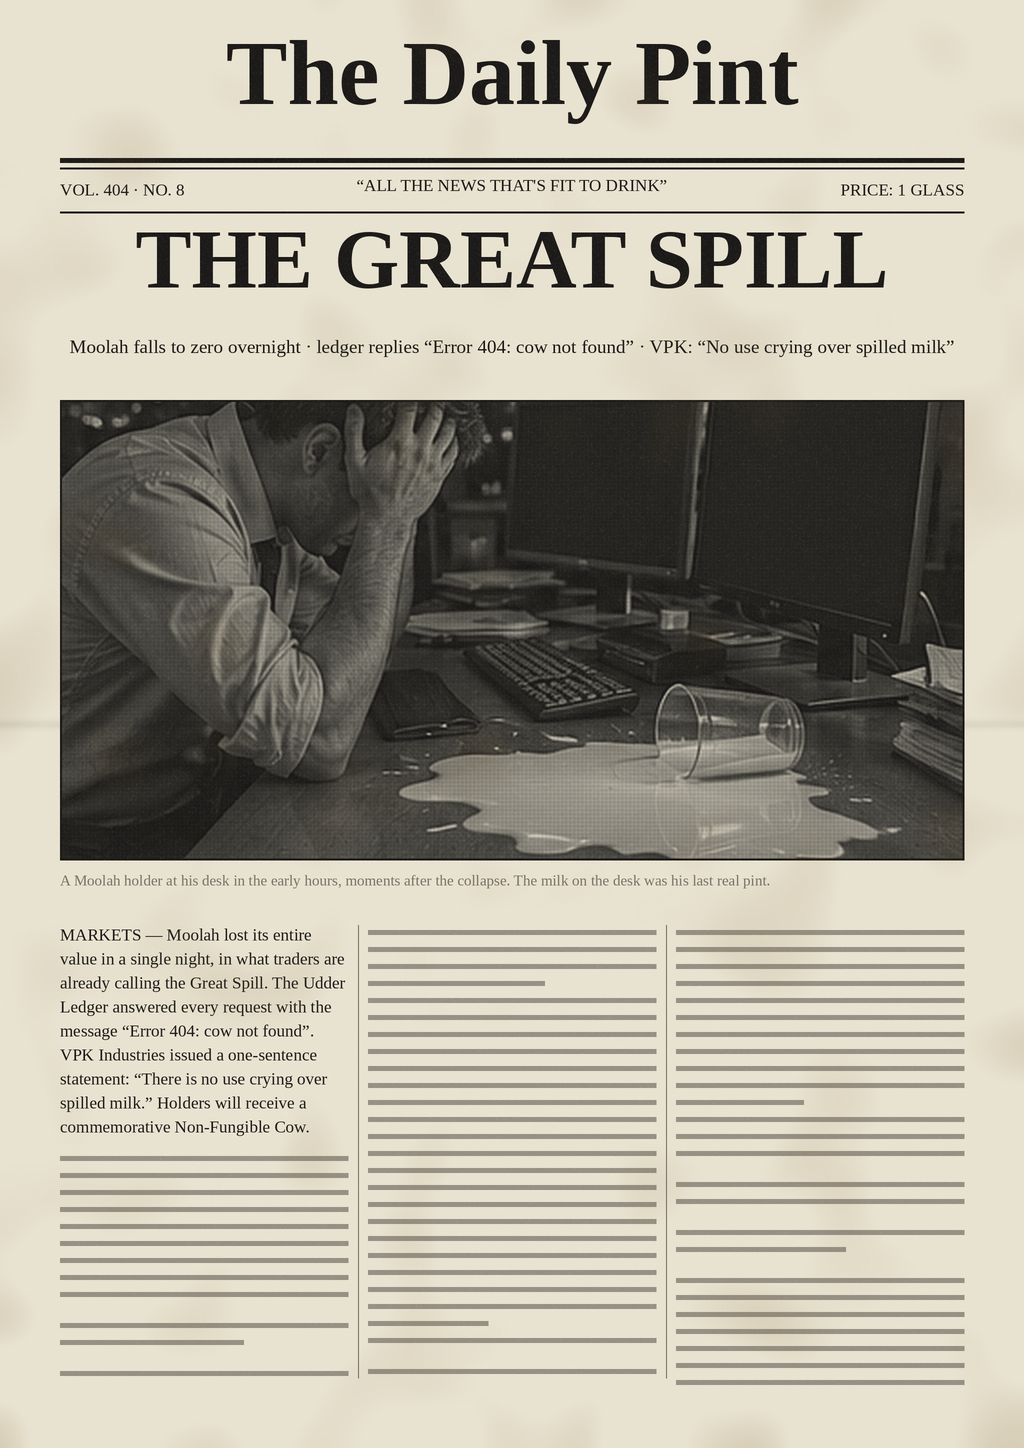 The Daily Pint
VOL. 404 · NO. 8
“ALL THE NEWS THAT'S FIT TO DRINK”
PRICE: 1 GLASS
THE GREAT SPILL
Moolah falls to zero overnight · ledger replies “Error 404: cow not found” · VPK: “No use crying over spilled milk”
A Moolah holder at his desk in the early hours, moments after the collapse. The milk on the desk was his last real pint.
MARKETS — Moolah lost its entire
value in a single night, in what traders are
already calling the Great Spill. The Udder
Ledger answered every request with the
message “Error 404: cow not found”.
VPK Industries issued a one-sentence
statement: “There is no use crying over
spilled milk.” Holders will receive a
commemorative Non-Fungible Cow.